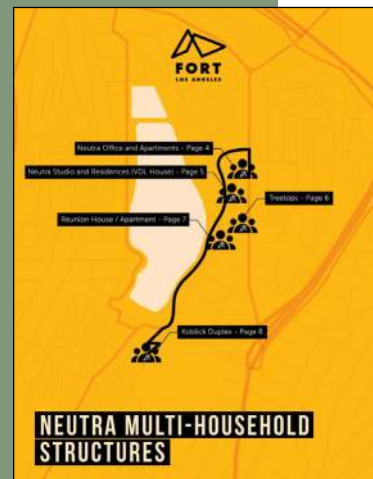 FORT
LOS ANGELES
Neutra Office and Apartments - Page 4
Neutra Studio and Residences (VDL House) - Page 5
Treetops - Page 6
Reunion House / Apartment - Page 7
Koblick Duplex - Page 8
NEUTRA MULTI-HOUSEHOLD
STRUCTURES